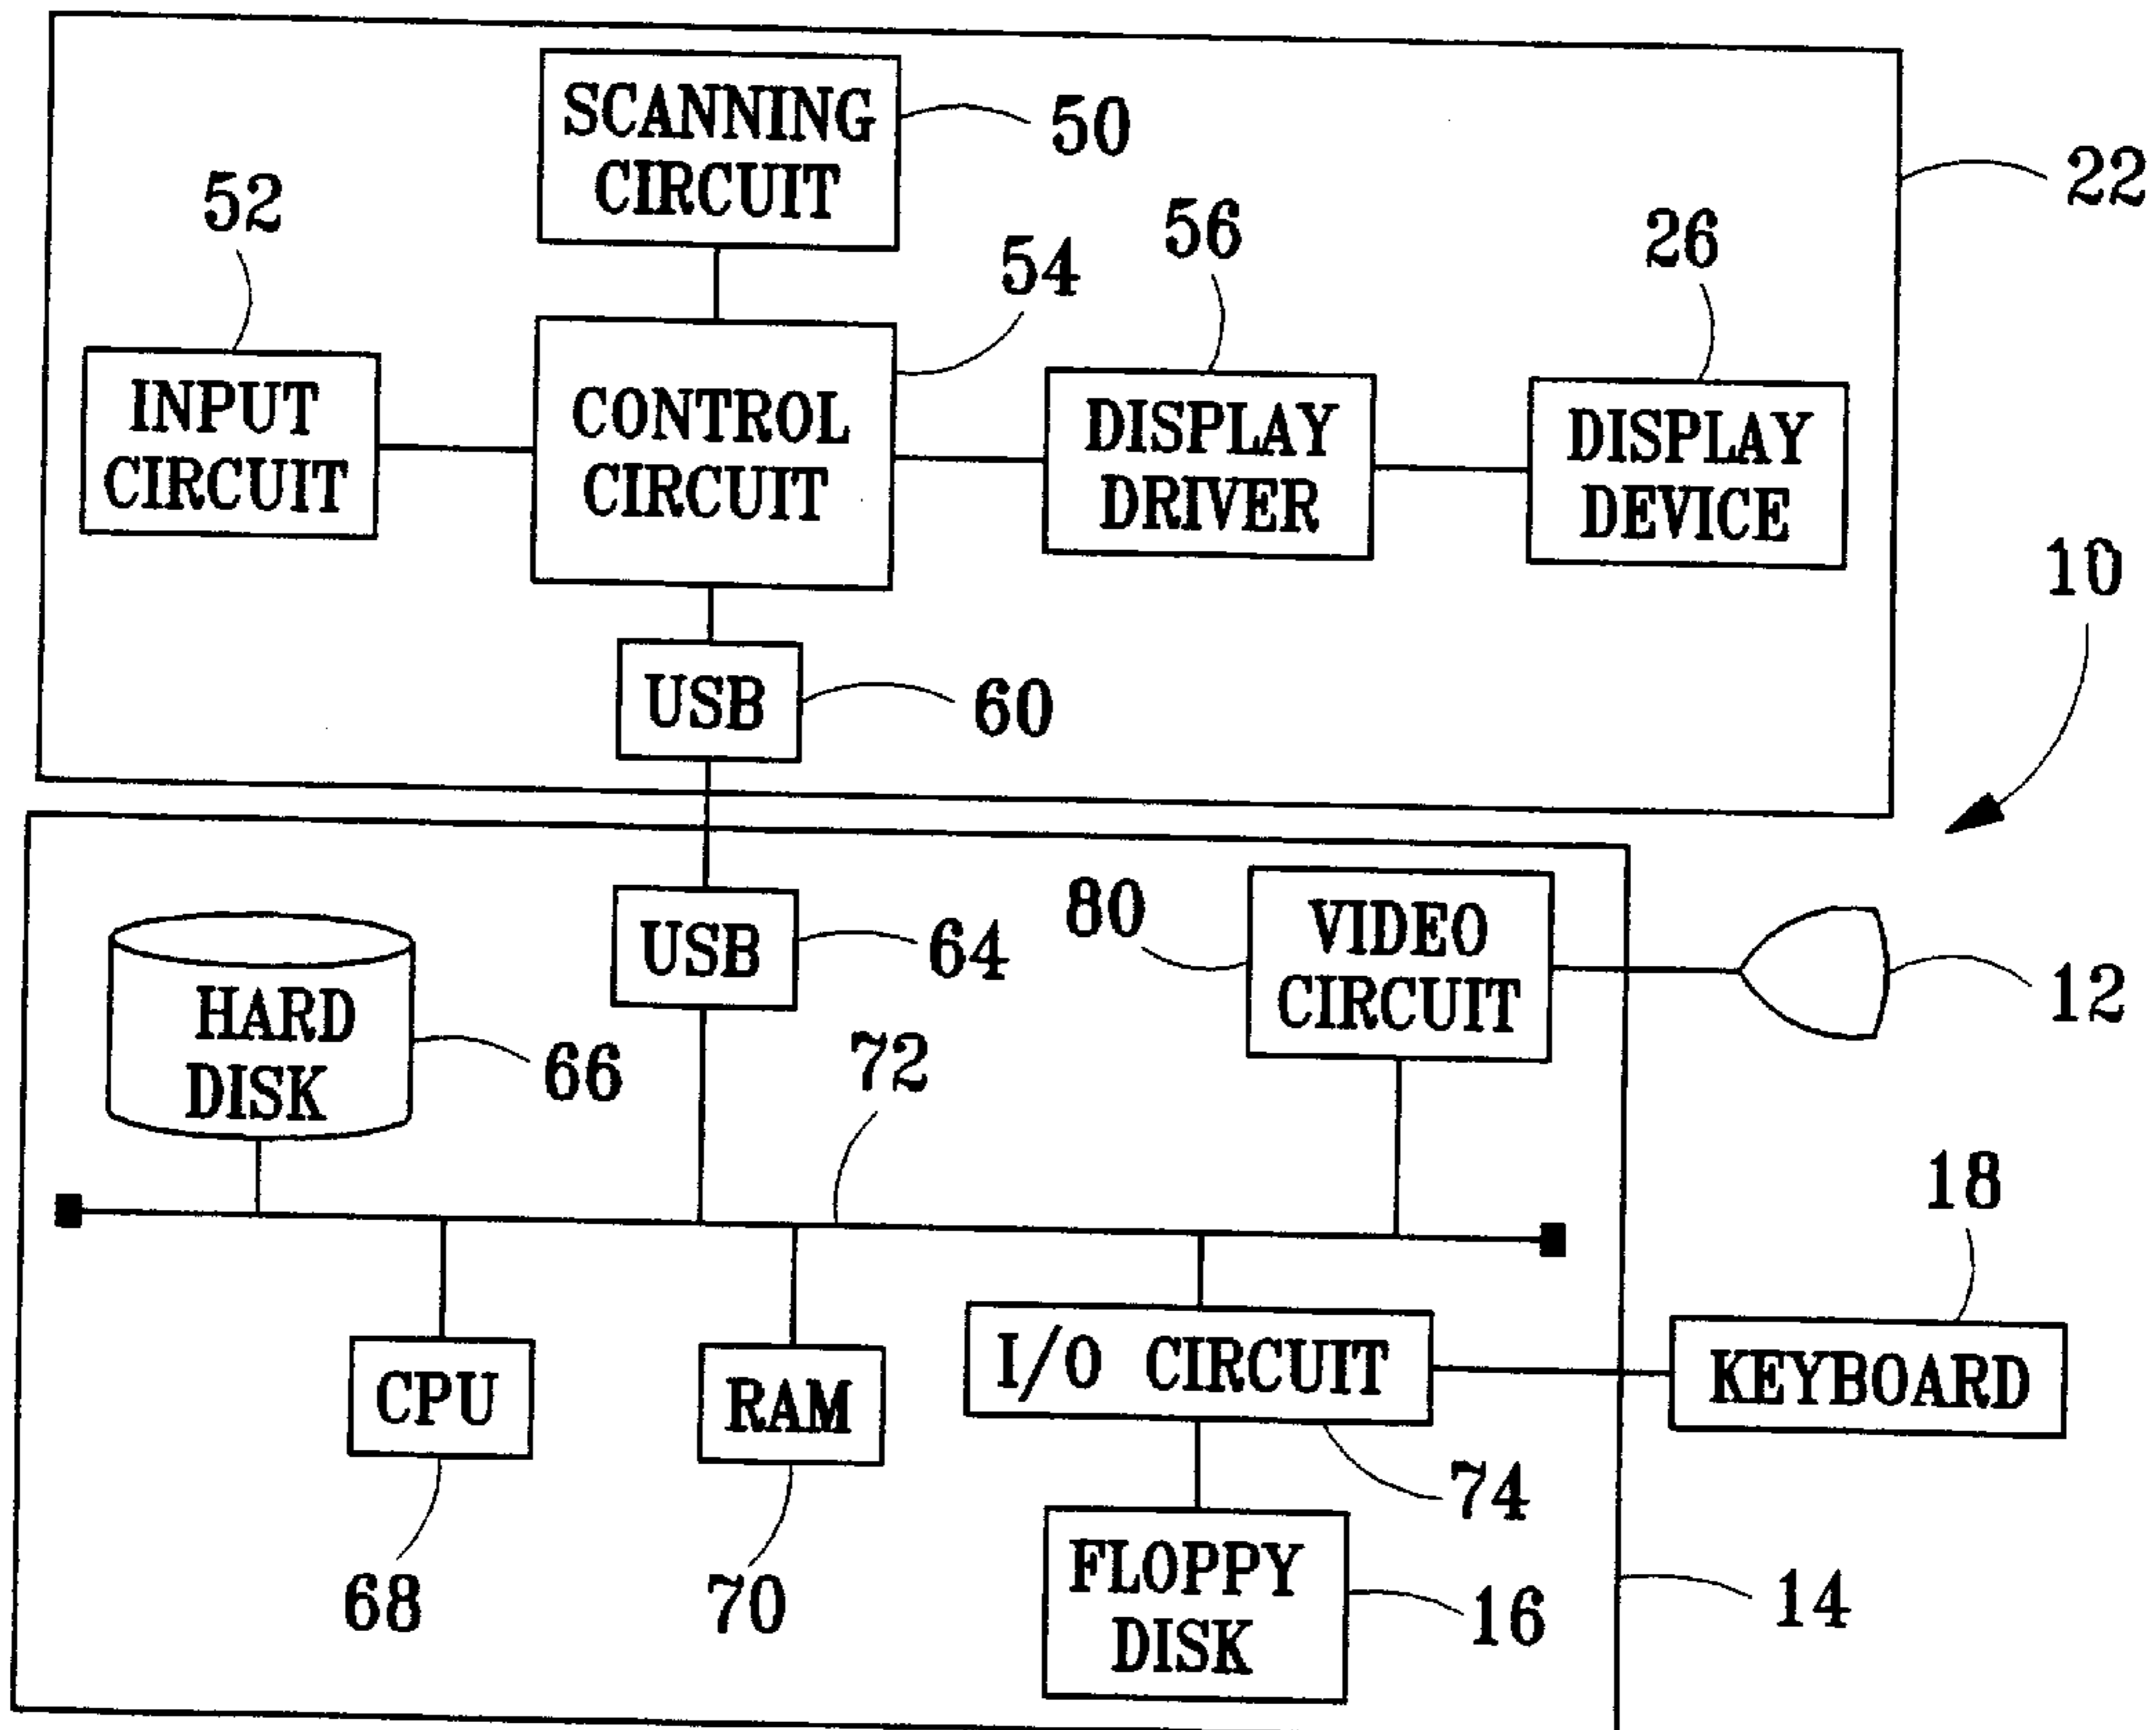 SCANNING
CIRCUIT
50
22
52
54
56
26
INPUT
CIRCUIT
CONTROL
CIRCUIT
DISPLAY
DRIVER
DISPLAY
DEVICE
10
USB
60
HARD
DISK
66
USB
64
80
VIDEO
CIRCUIT
12
72
18
CPU
68
RAM
70
I/O CIRCUIT
74
KEYBOARD
FLOPPY
DISK
16
14